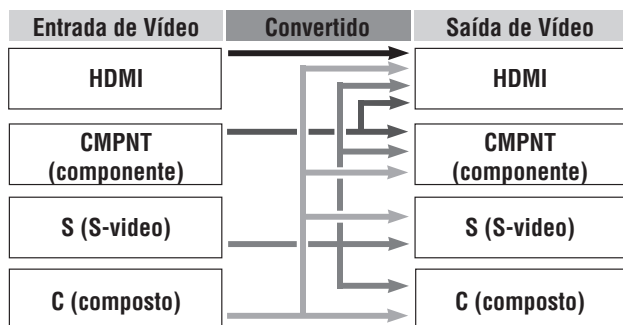 Entrada de Vídeo
Convertido
Saída de Vídeo
HDMI
HDMI
CMPNT
(componente)
CMPNT
(componente)
S (S-video)
S (S-video)
C (composto)
C (composto)